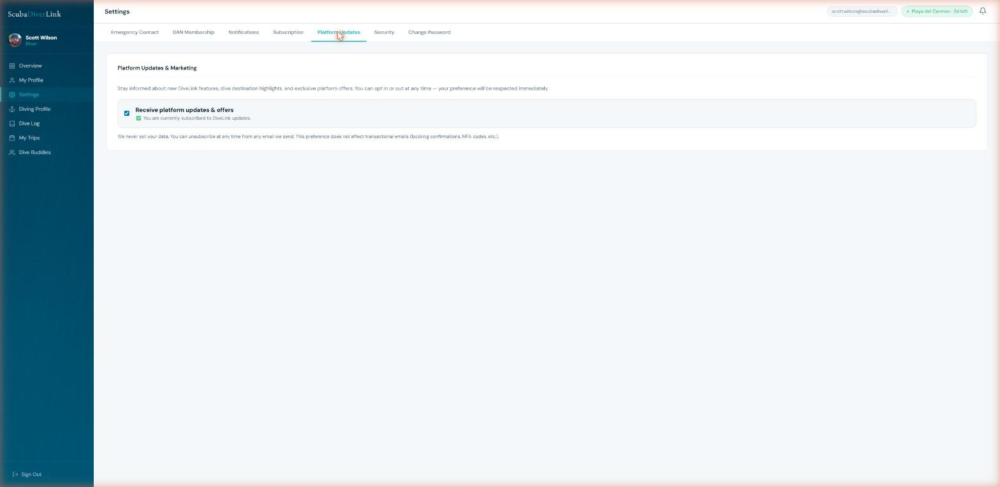 ScubaDiverLink
Scott Wilson
Diver
Overview
My Profile
Settings
Diving Profile
Dive Log
My Trips
Dive Buddies
Sign Out
Settings
scott.wilson@scubadiverli...
Playa del Carmen · 2d left
Emergency Contact
DAN Membership
Notifications
Subscription
Platform Updates
Security
Change Password
Platform Updates & Marketing
Stay informed about new DiveLink features, dive destination highlights, and exclusive platform offers. You can opt in or out at any time — your preference will be respected immediately.
Receive platform updates & offers
✅ You are currently subscribed to DiveLink updates.
We never sell your data. You can unsubscribe at any time from any email we send. This preference does not affect transactional emails (booking confirmations, MFA codes, etc.).